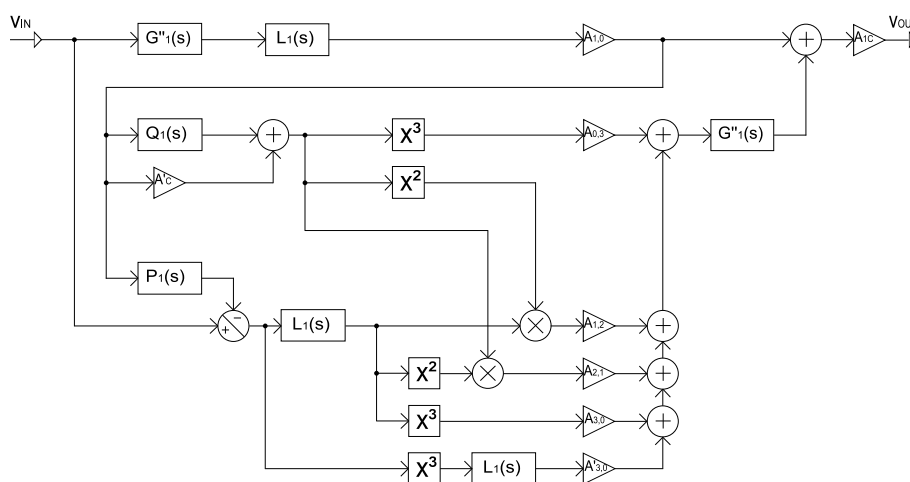 VIN
G"1(s)
L1(s)
A1,0
+
A1C
VOU
Q1(s)
+
X3
A0,3
+
G"1(s)
A'C
X2
P1(s)
−
+
L1(s)
×
A1,2
+
X2
×
A2,1
+
X3
A3,0
+
X3
L1(s)
A'3,0